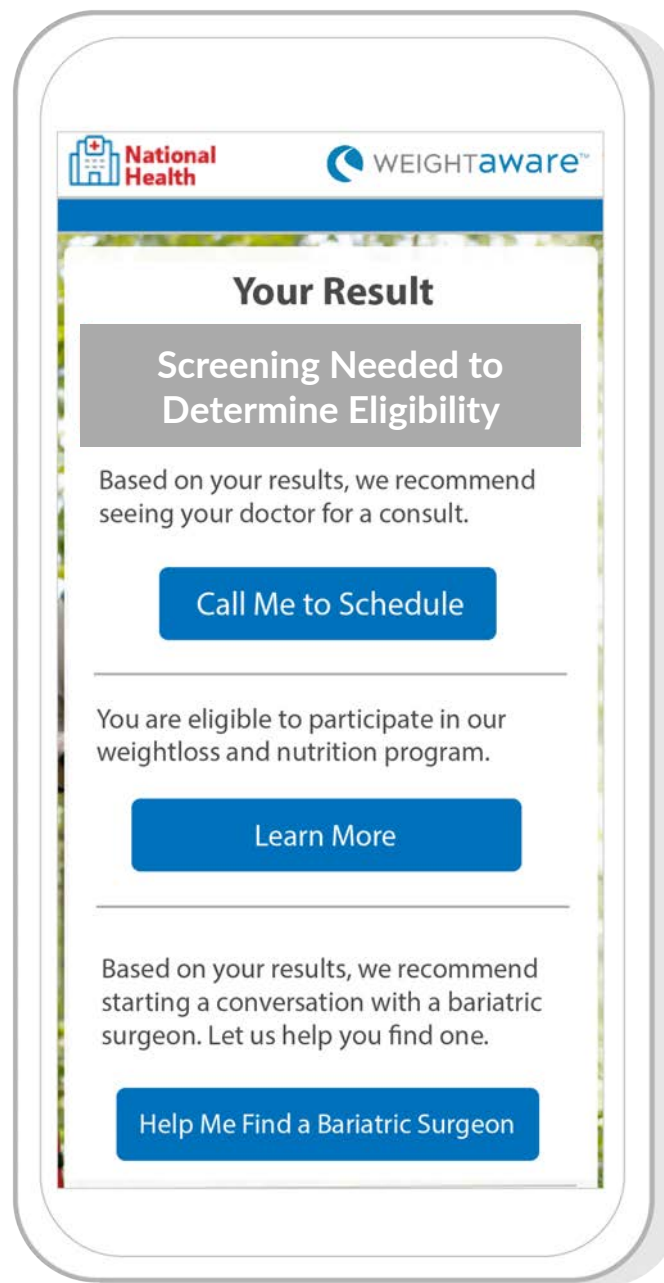 National
Health
WEIGHTaware™
Your Result
Screening Needed to
Determine Eligibility
Based on your results, we recommend
seeing your doctor for a consult.
Call Me to Schedule
You are eligible to participate in our
weightloss and nutrition program.
Learn More
Based on your results, we recommend
starting a conversation with a bariatric
surgeon. Let us help you find one.
Help Me Find a Bariatric Surgeon